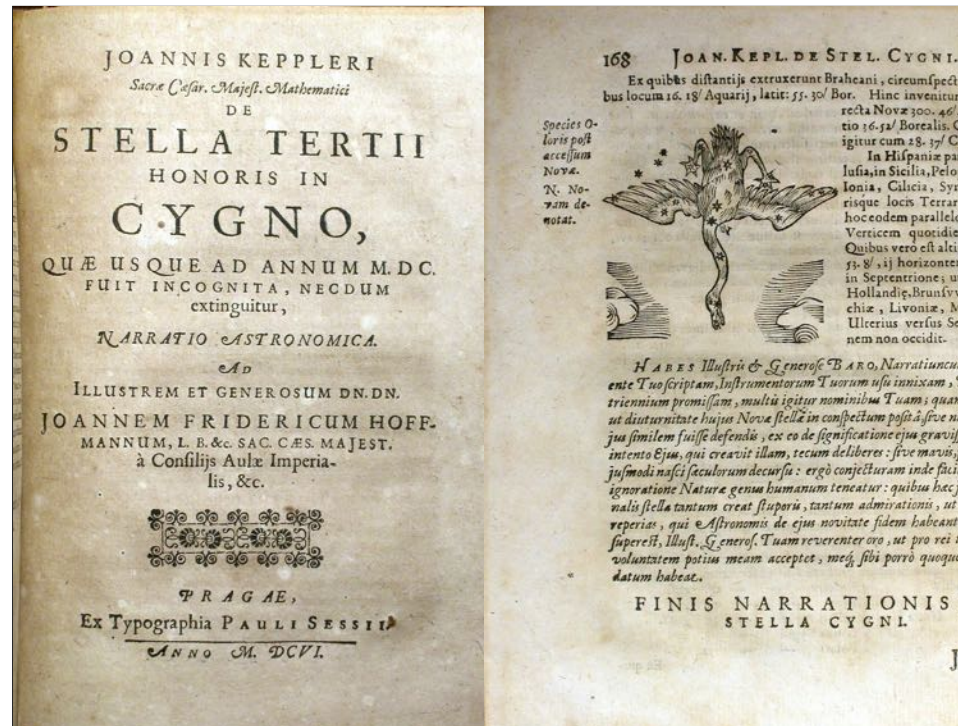 JOANNIS KEPPLERI
Sacræ Cæsar. Majest. Mathematici
DE
STELLA TERTII
HONORIS IN
CYGNO,
QUÆ USQUE AD ANNUM M. DC.
FUIT INCOGNITA, NECDUM
extinguitur,
NARRATIO ASTRONOMICA.
AD
ILLUSTREM ET GENEROSUM DN. DN.
JOANNEM FRIDERICUM HOFF-
MANNUM, L. B. &c. SAC. CÆS. MAJEST.
à Consilijs Aulæ Imperia-
lis, &c.
PRAGAE,
Ex Typographia PAULI SESSII.
ANNO M. DCVI.
168 JOAN. KEPL. DE STEL. CYGNI.
Ex quibus distantijs extruxerunt Braheani, circumspect
bus locum 16. 18/ Aquarij, latit: 55. 30/ Bor. Hinc invenitur
recta Novæ 300. 46/
tio 36. 52/ Borealis. C
igitur cum 28. 37/ C
In Hispaniæ pa
lusia, in Sicilia, Pelo
Ionia, Cilicia, Syr
risque locis Terrar
hoc eodem parallel
Verticem quotidie
Quibus verò est alti
53. 8/, ij horizonte
in Septentrione; u
Hollandię, Brunsvv
chiæ, Livoniæ, M
Ulterius versus Se
nem non occidit.
Species O-
loris post
accessum
Novæ.
N. No-
vam de-
notat.
HABES Illustris & Generose BARO, Narratiuncu
ente Tuo scriptam, Instrumentorum Tuorum usu innixam,
triennium promissam, multis igitur nominibus Tuam; quan
ut diuturnitate hujus Novæ stellæ in conspectum positâ, sive n
jus similem fuisse defendis, ex eo de significatione ejus gravis
intento Ejus, qui creavit illam, tecum deliberes: sive mavis,
jusmodi nasci sæculorum decursu: ergò conjecturam inde faci
ignoratione Naturæ genus humanum teneatur: quibus hæc j
nalis stella tantum creat stuporis, tantum admirationis, ut
reperias, qui Astronomis de ejus novitate fidem habeant
superest, Illust. Generos. Tuam reverenter oro, ut pro rei
voluntatem potius meam acceptet, meq́, sibi porrò quoqu
datum habeat.
FINIS NARRATIONIS
STELLA CYGNI.
J